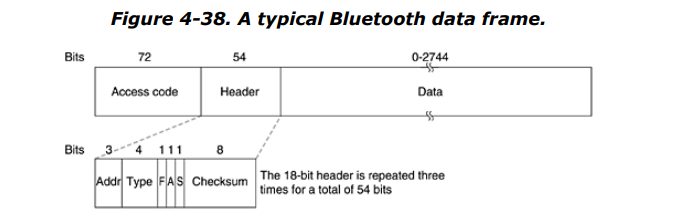 Figure 4-38. A typical Bluetooth data frame.
Bits 72 54 0-2744
Access code Header Data
Bits 3 4 1 1 1 8
Addr Type F A S Checksum
The 18-bit header is repeated three
times for a total of 54 bits